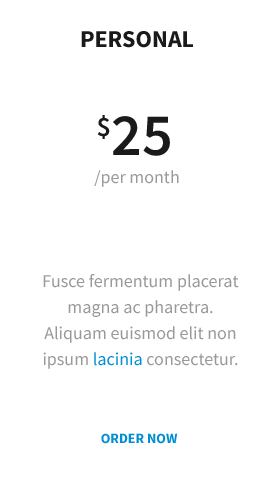 PERSONAL
$25
/per month
Fusce fermentum placerat
magna ac pharetra.
Aliquam euismod elit non
ipsum lacinia consectetur.
ORDER NOW